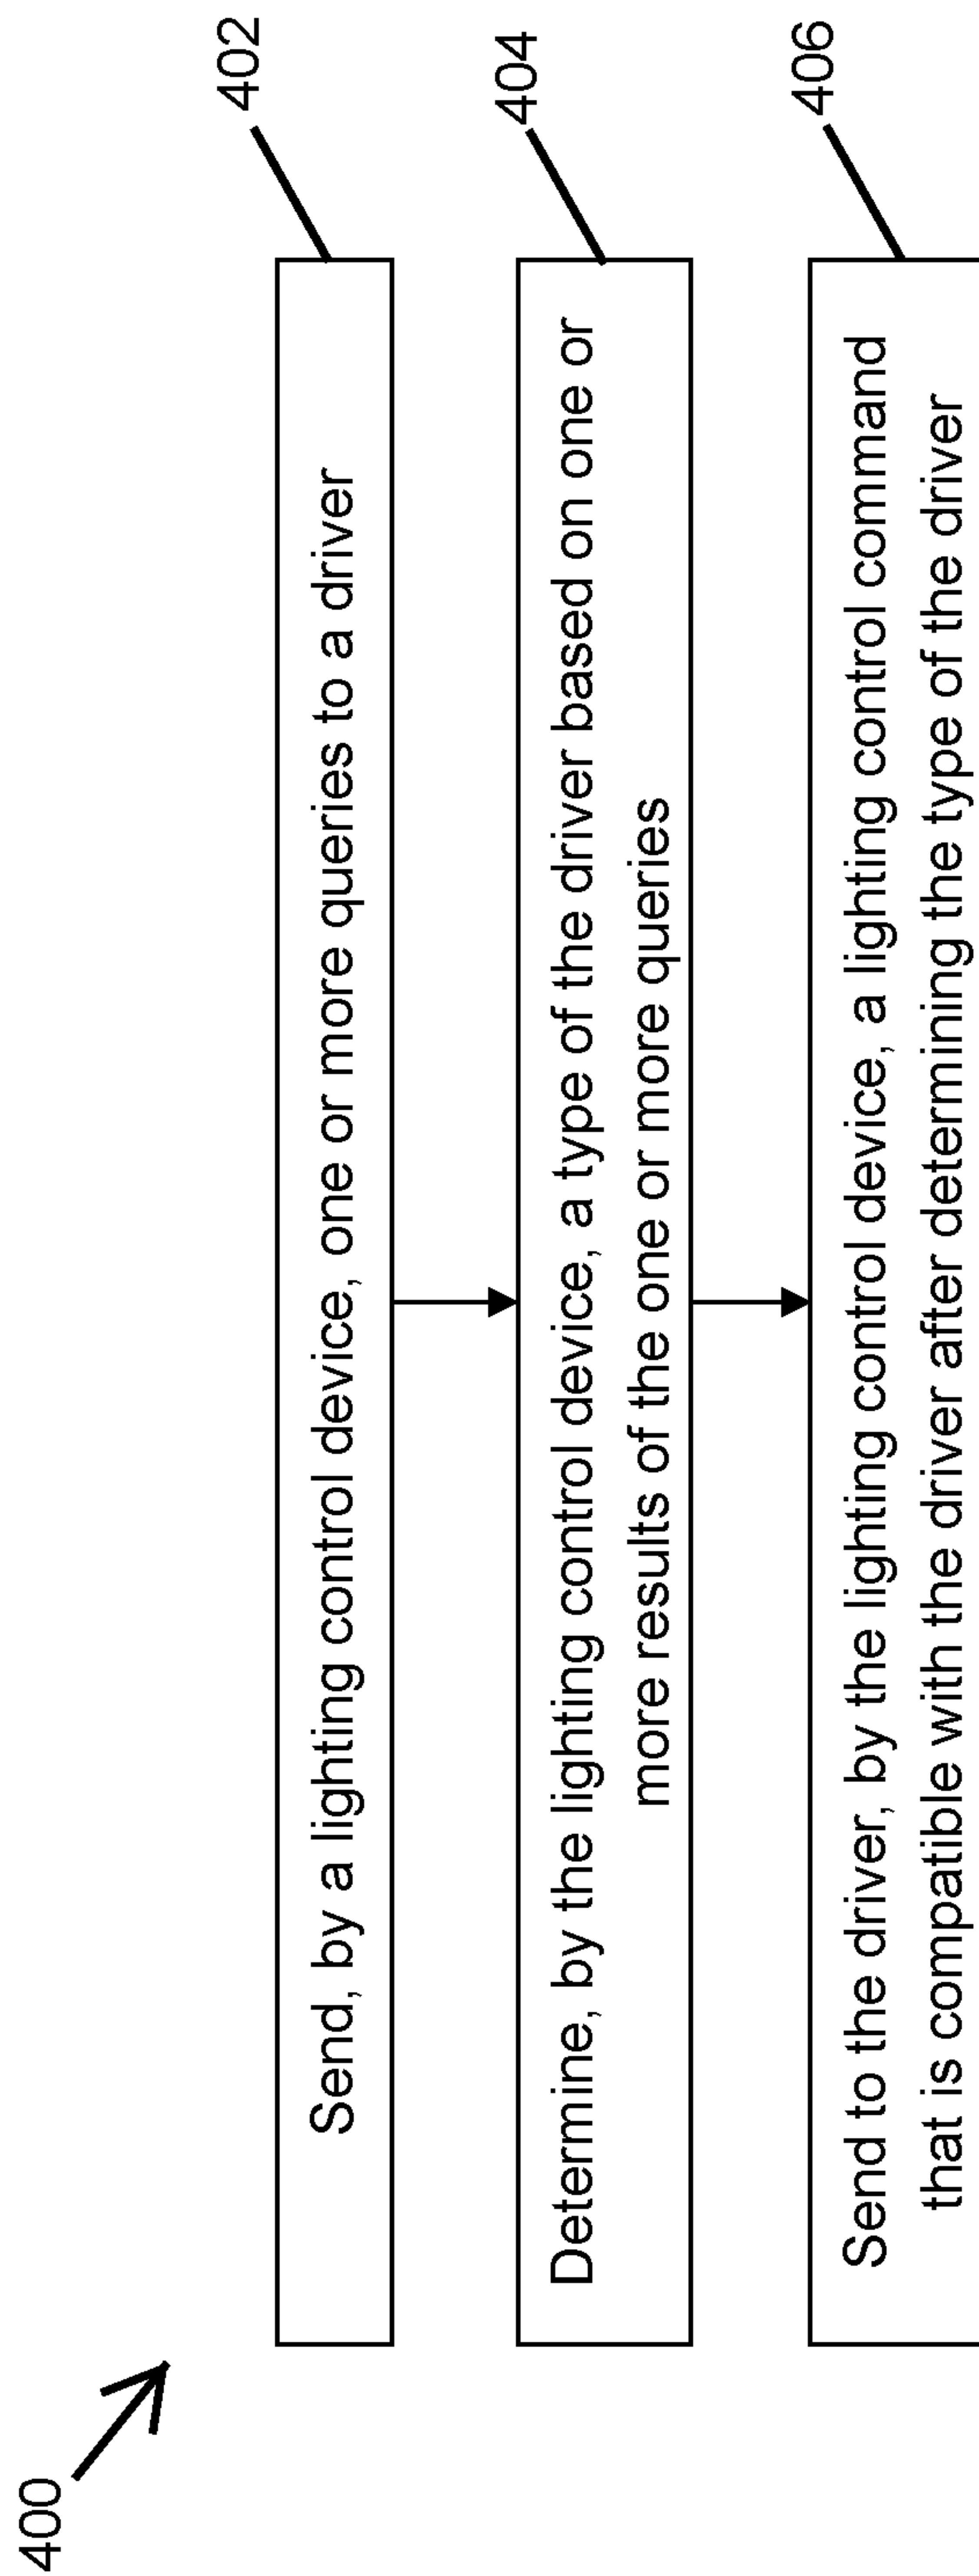 400
402
Send, by a lighting control device, one or more queries to a driver
404
Determine, by the lighting control device, a type of the driver based on one or
more results of the one or more queries
406
Send to the driver, by the lighting control device, a lighting control command
that is compatible with the driver after determining the type of the driver